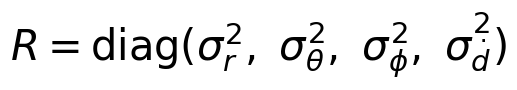 R = diag(σ_r^2, σ_θ^2, σ_ϕ^2, σ_ḋ^2)